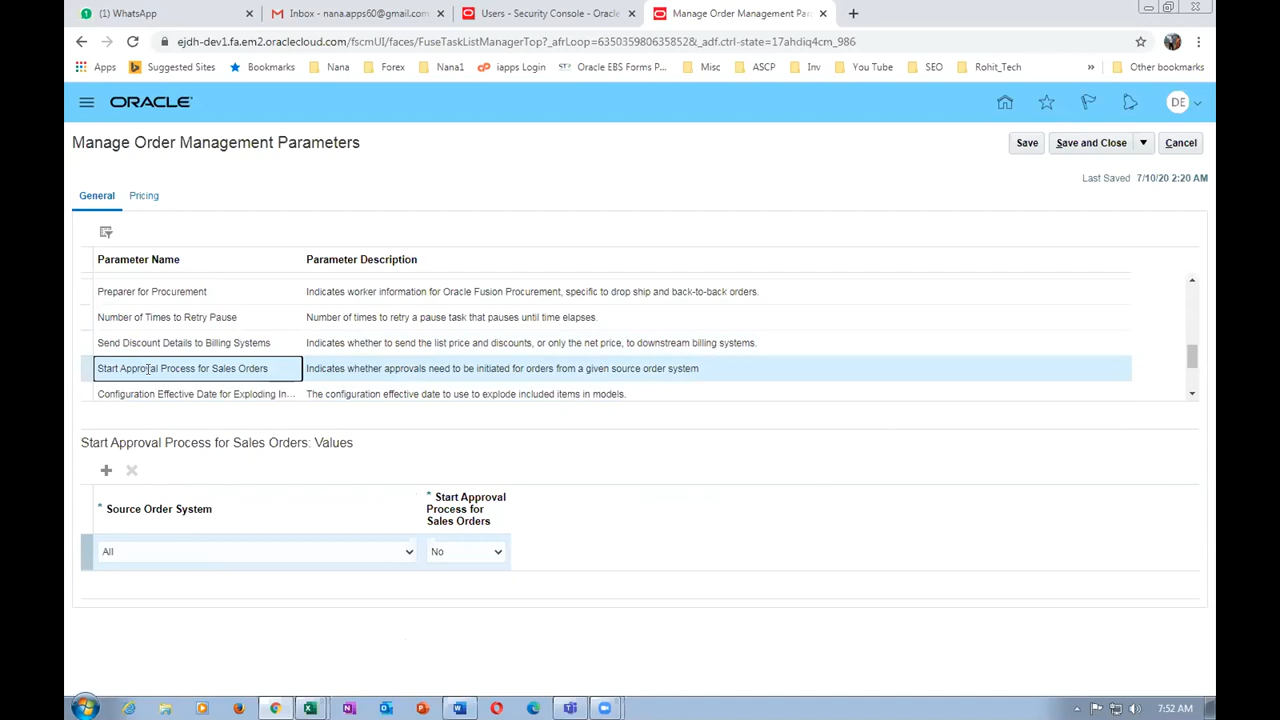 (1) WhatsApp
Inbox - nana.apps60@gmail.com
Users - Security Console - Oracle
Manage Order Management Par
ejdh-dev1.fa.em2.oraclecloud.com/fscmUI/faces/FuseTaskListManagerTop?_afrLoop=6350359806358528&_adf.ctrl-state=17ahdiq4cm_986
Apps
Suggested Sites
Bookmarks
Nana
Forex
Nana1
iapps Login
Oracle EBS Forms P...
Misc
ASCP
Inv
You Tube
SEO
Rohit_Tech
»
Other bookmarks
ORACLE
DE
Manage Order Management Parameters
Save
Save and Close
Cancel
Last Saved 7/10/20 2:20 AM
General
Pricing
Parameter Name
Parameter Description
Preparer for Procurement
Indicates worker information for Oracle Fusion Procurement, specific to drop ship and back-to-back orders.
Number of Times to Retry Pause
Number of times to retry a pause task that pauses until time elapses.
Send Discount Details to Billing Systems
Indicates whether to send the list price and discounts, or only the net price, to downstream billing systems.
Start Approval Process for Sales Orders
Indicates whether approvals need to be initiated for orders from a given source order system
Configuration Effective Date for Exploding In...
The configuration effective date to use to explode included items in models.
Start Approval Process for Sales Orders: Values
* Source Order System
* Start Approval
Process for
Sales Orders
All
No
7:52 AM